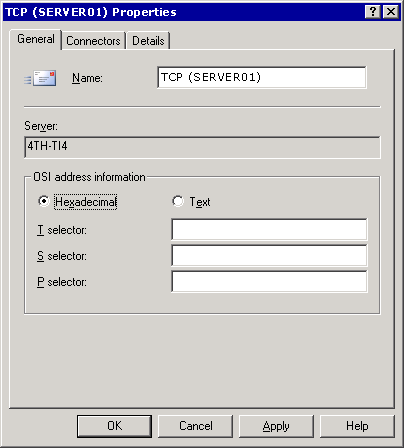 TCP (SERVER01) Properties
General Connectors Details
Name: TCP (SERVER01)
Server:
4TH-TI4
OSI address information
Hexadecimal Text
T selector:
S selector:
P selector:
OK Cancel Apply Help